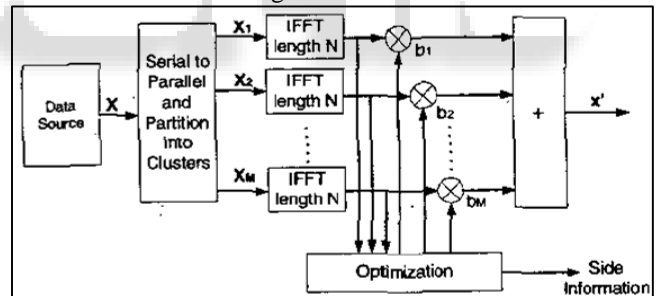 Data
Source
X
Serial to
Parallel
and
Partition
Into
Clusters
X1
IFFT
length N
b1
X2
IFFT
length N
b2
XM
IFFT
length N
bM
+
x'
Optimization
Side
Information